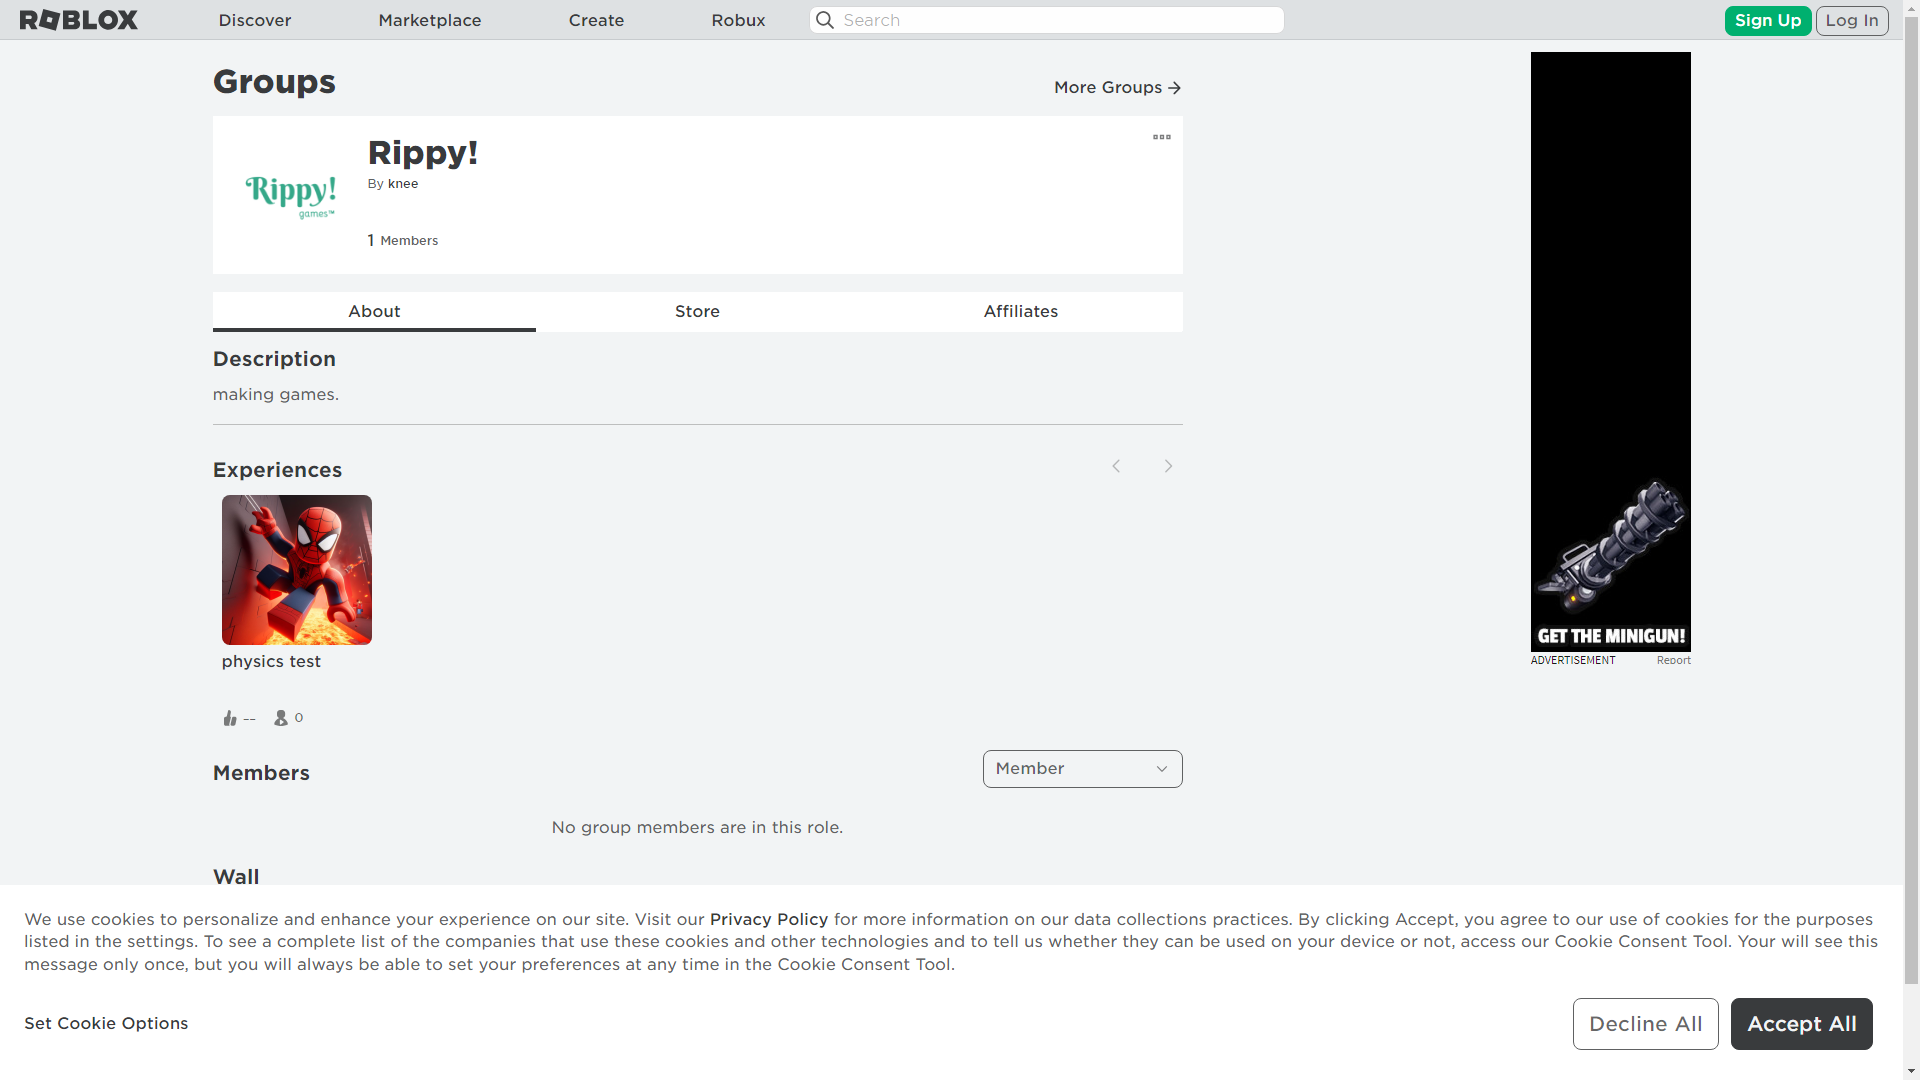 ROBLOX
Discover
Marketplace
Create
Robux
Search
Sign Up
Log In
Groups
More Groups
Rippy!
games™
Rippy!
By knee
1 Members
About
Store
Affiliates
Description
making games.
Experiences
physics test
--
0
GET THE MINIGUN!
ADVERTISEMENT
Report
Members
Member
No group members are in this role.
Wall
We use cookies to personalize and enhance your experience on our site. Visit our Privacy Policy for more information on our data collections practices. By clicking Accept, you agree to our use of cookies for the purposes
listed in the settings. To see a complete list of the companies that use these cookies and other technologies and to tell us whether they can be used on your device or not, access our Cookie Consent Tool. Your will see this
message only once, but you will always be able to set your preferences at any time in the Cookie Consent Tool.
Set Cookie Options
Decline All
Accept All